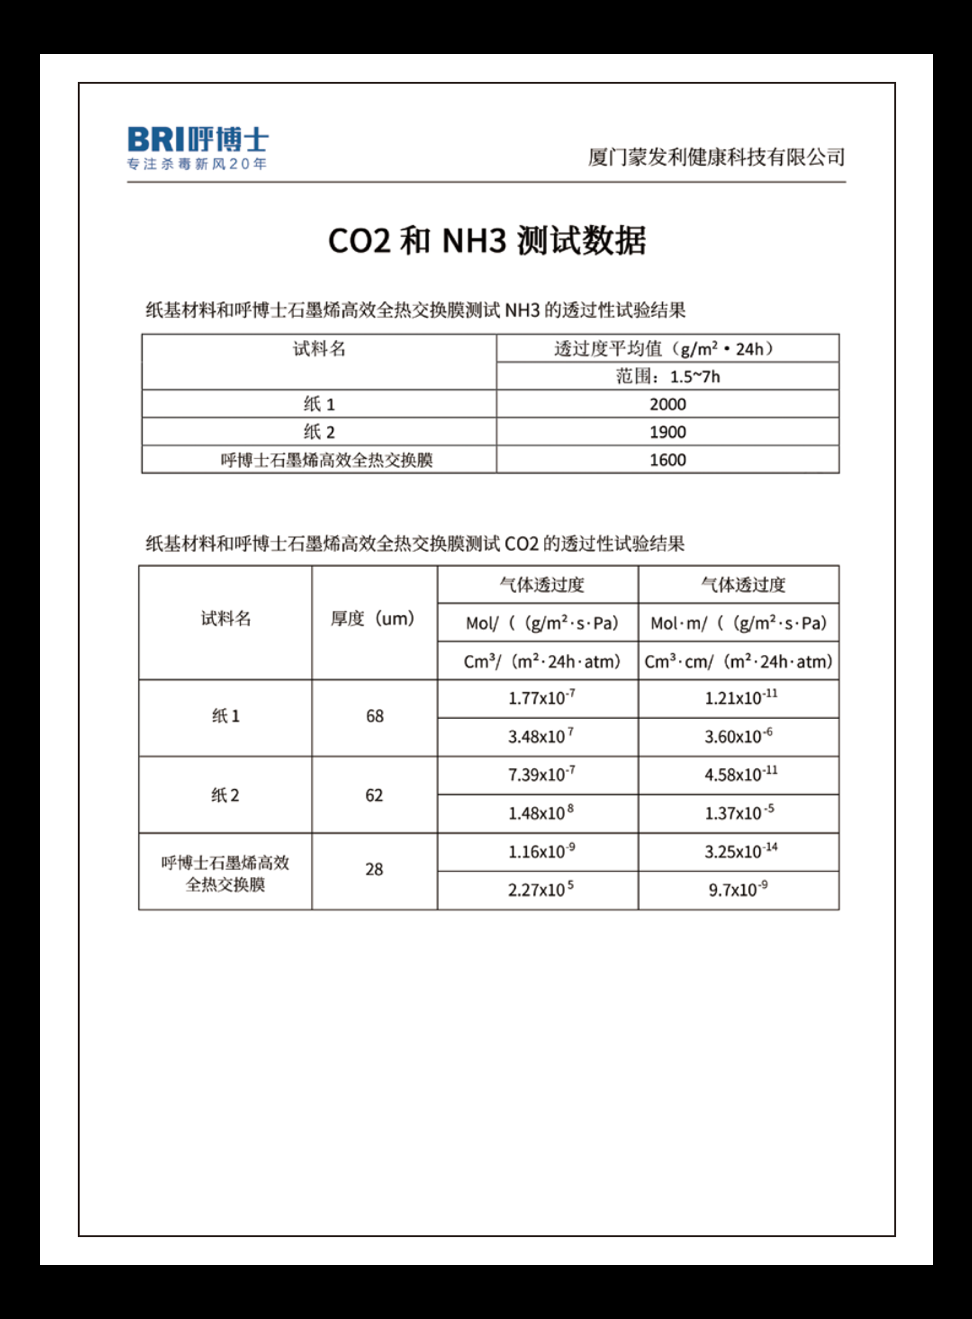 BRI呼博士
专注杀毒新风20年
厦门蒙发利健康科技有限公司
CO2 和 NH3 测试数据
纸基材料和呼博士石墨烯高效全热交换膜测试 NH3 的透过性试验结果
试料名 透过度平均值（g/m²•24h）
范围：1.5~7h
纸 1 2000
纸 2 1900
呼博士石墨烯高效全热交换膜 1600
纸基材料和呼博士石墨烯高效全热交换膜测试 CO2 的透过性试验结果
试料名 厚度（um） 气体透过度 气体透过度
Mol/（（g/m²·s·Pa） Mol·m/（（g/m²·s·Pa）
Cm³/（m²·24h·atm） Cm³·cm/（m²·24h·atm）
纸 1 68 1.77x10⁻⁷ 1.21x10⁻¹¹
3.48x10⁷ 3.60x10⁻⁶
纸 2 62 7.39x10⁻⁷ 4.58x10⁻¹¹
1.48x10⁸ 1.37x10⁻⁵
呼博士石墨烯高效
全热交换膜 28 1.16x10⁻⁹ 3.25x10⁻¹⁴
2.27x10⁵ 9.7x10⁻⁹